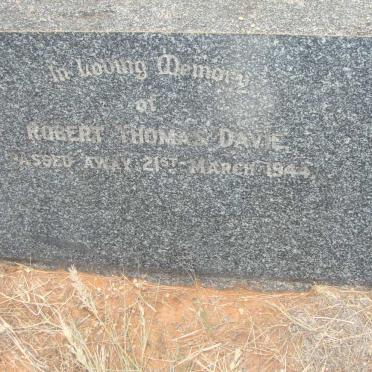 In Loving Memory
of
ROBERT THOMAS DAVIE
PASSED AWAY 21ST MARCH 1944.